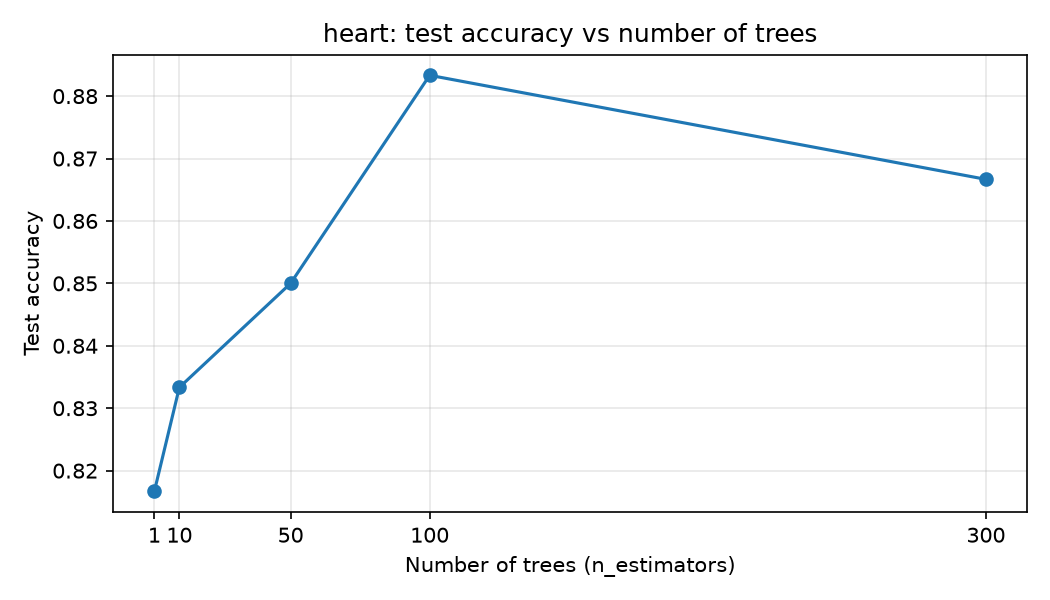 heart: test accuracy vs number of trees
Test accuracy
0.88
0.87
0.86
0.85
0.84
0.83
0.82
1 10 50 100 300
Number of trees (n_estimators)